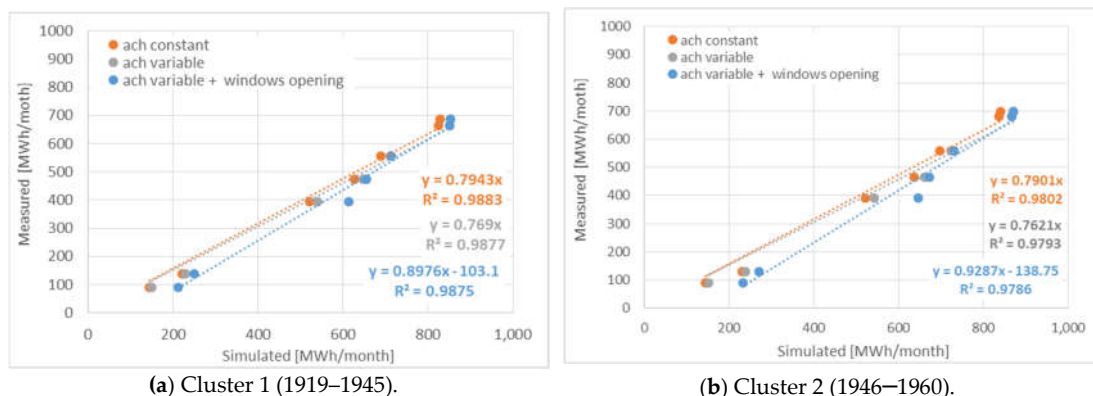 1000
900
800
700
600
500
400
300
200
100
0
Measured [MWh/moth]
ach constant
ach variable
ach variable + windows opening
y = 0.7943x
R² = 0.9883
y = 0.769x
R² = 0.9877
y = 0.8976x - 103.1
R² = 0.9875
0 200 400 600 800 1,000
Simulated [MWh/month]
(a) Cluster 1 (1919–1945).
1000
900
800
700
600
500
400
300
200
100
0
Measured [MWh/moth]
ach constant
ach variable
ach variable + windows opening
y = 0.7901x
R² = 0.9802
y = 0.7621x
R² = 0.9793
y = 0.9287x - 138.75
R² = 0.9786
0 200 400 600 800 1,000
Simulated [MWh/month]
(b) Cluster 2 (1946–1960).